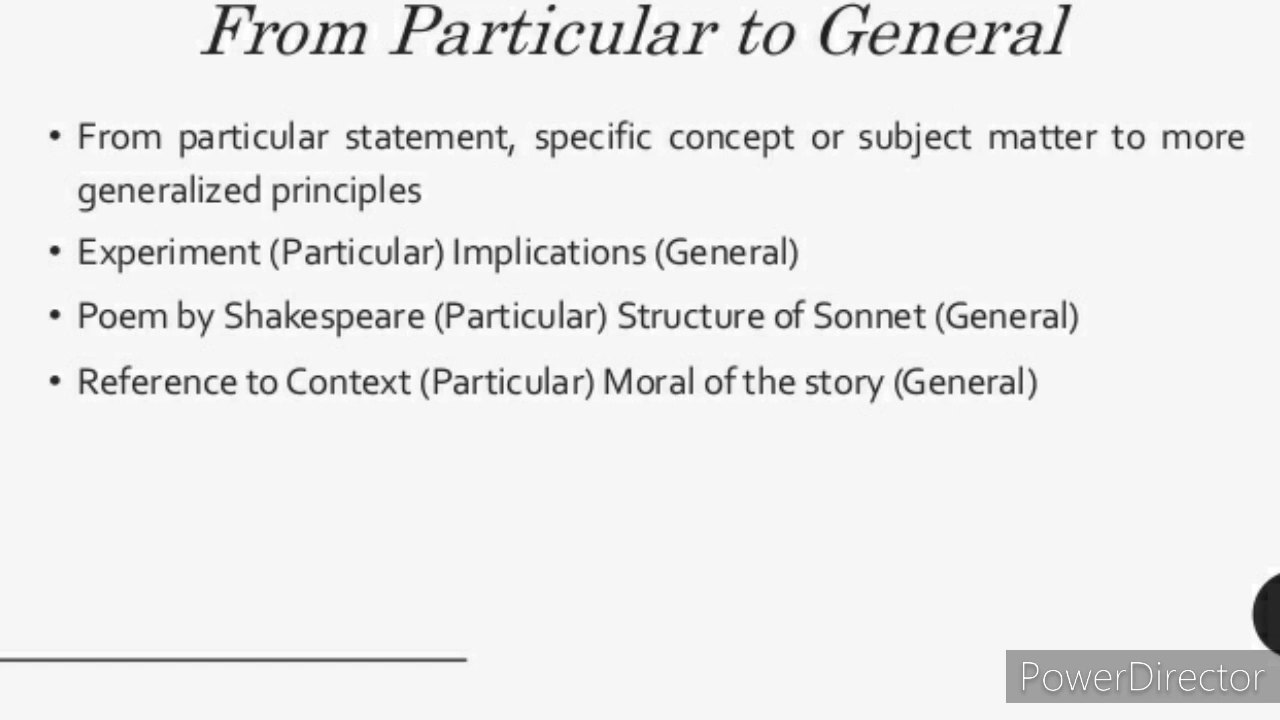 From Particular to General
• From particular statement, specific concept or subject matter to more
generalized principles
• Experiment (Particular) Implications (General)
• Poem by Shakespeare (Particular) Structure of Sonnet (General)
• Reference to Context (Particular) Moral of the story (General)
PowerDirector